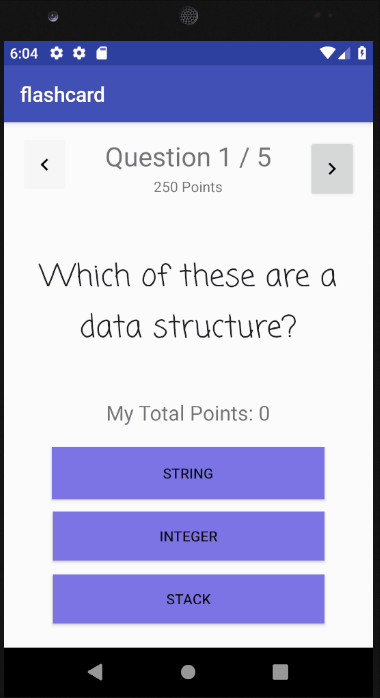 6:04
flashcard
Question 1 / 5
250 Points
Which of these are a
data structure?
My Total Points: 0
STRING
INTEGER
STACK